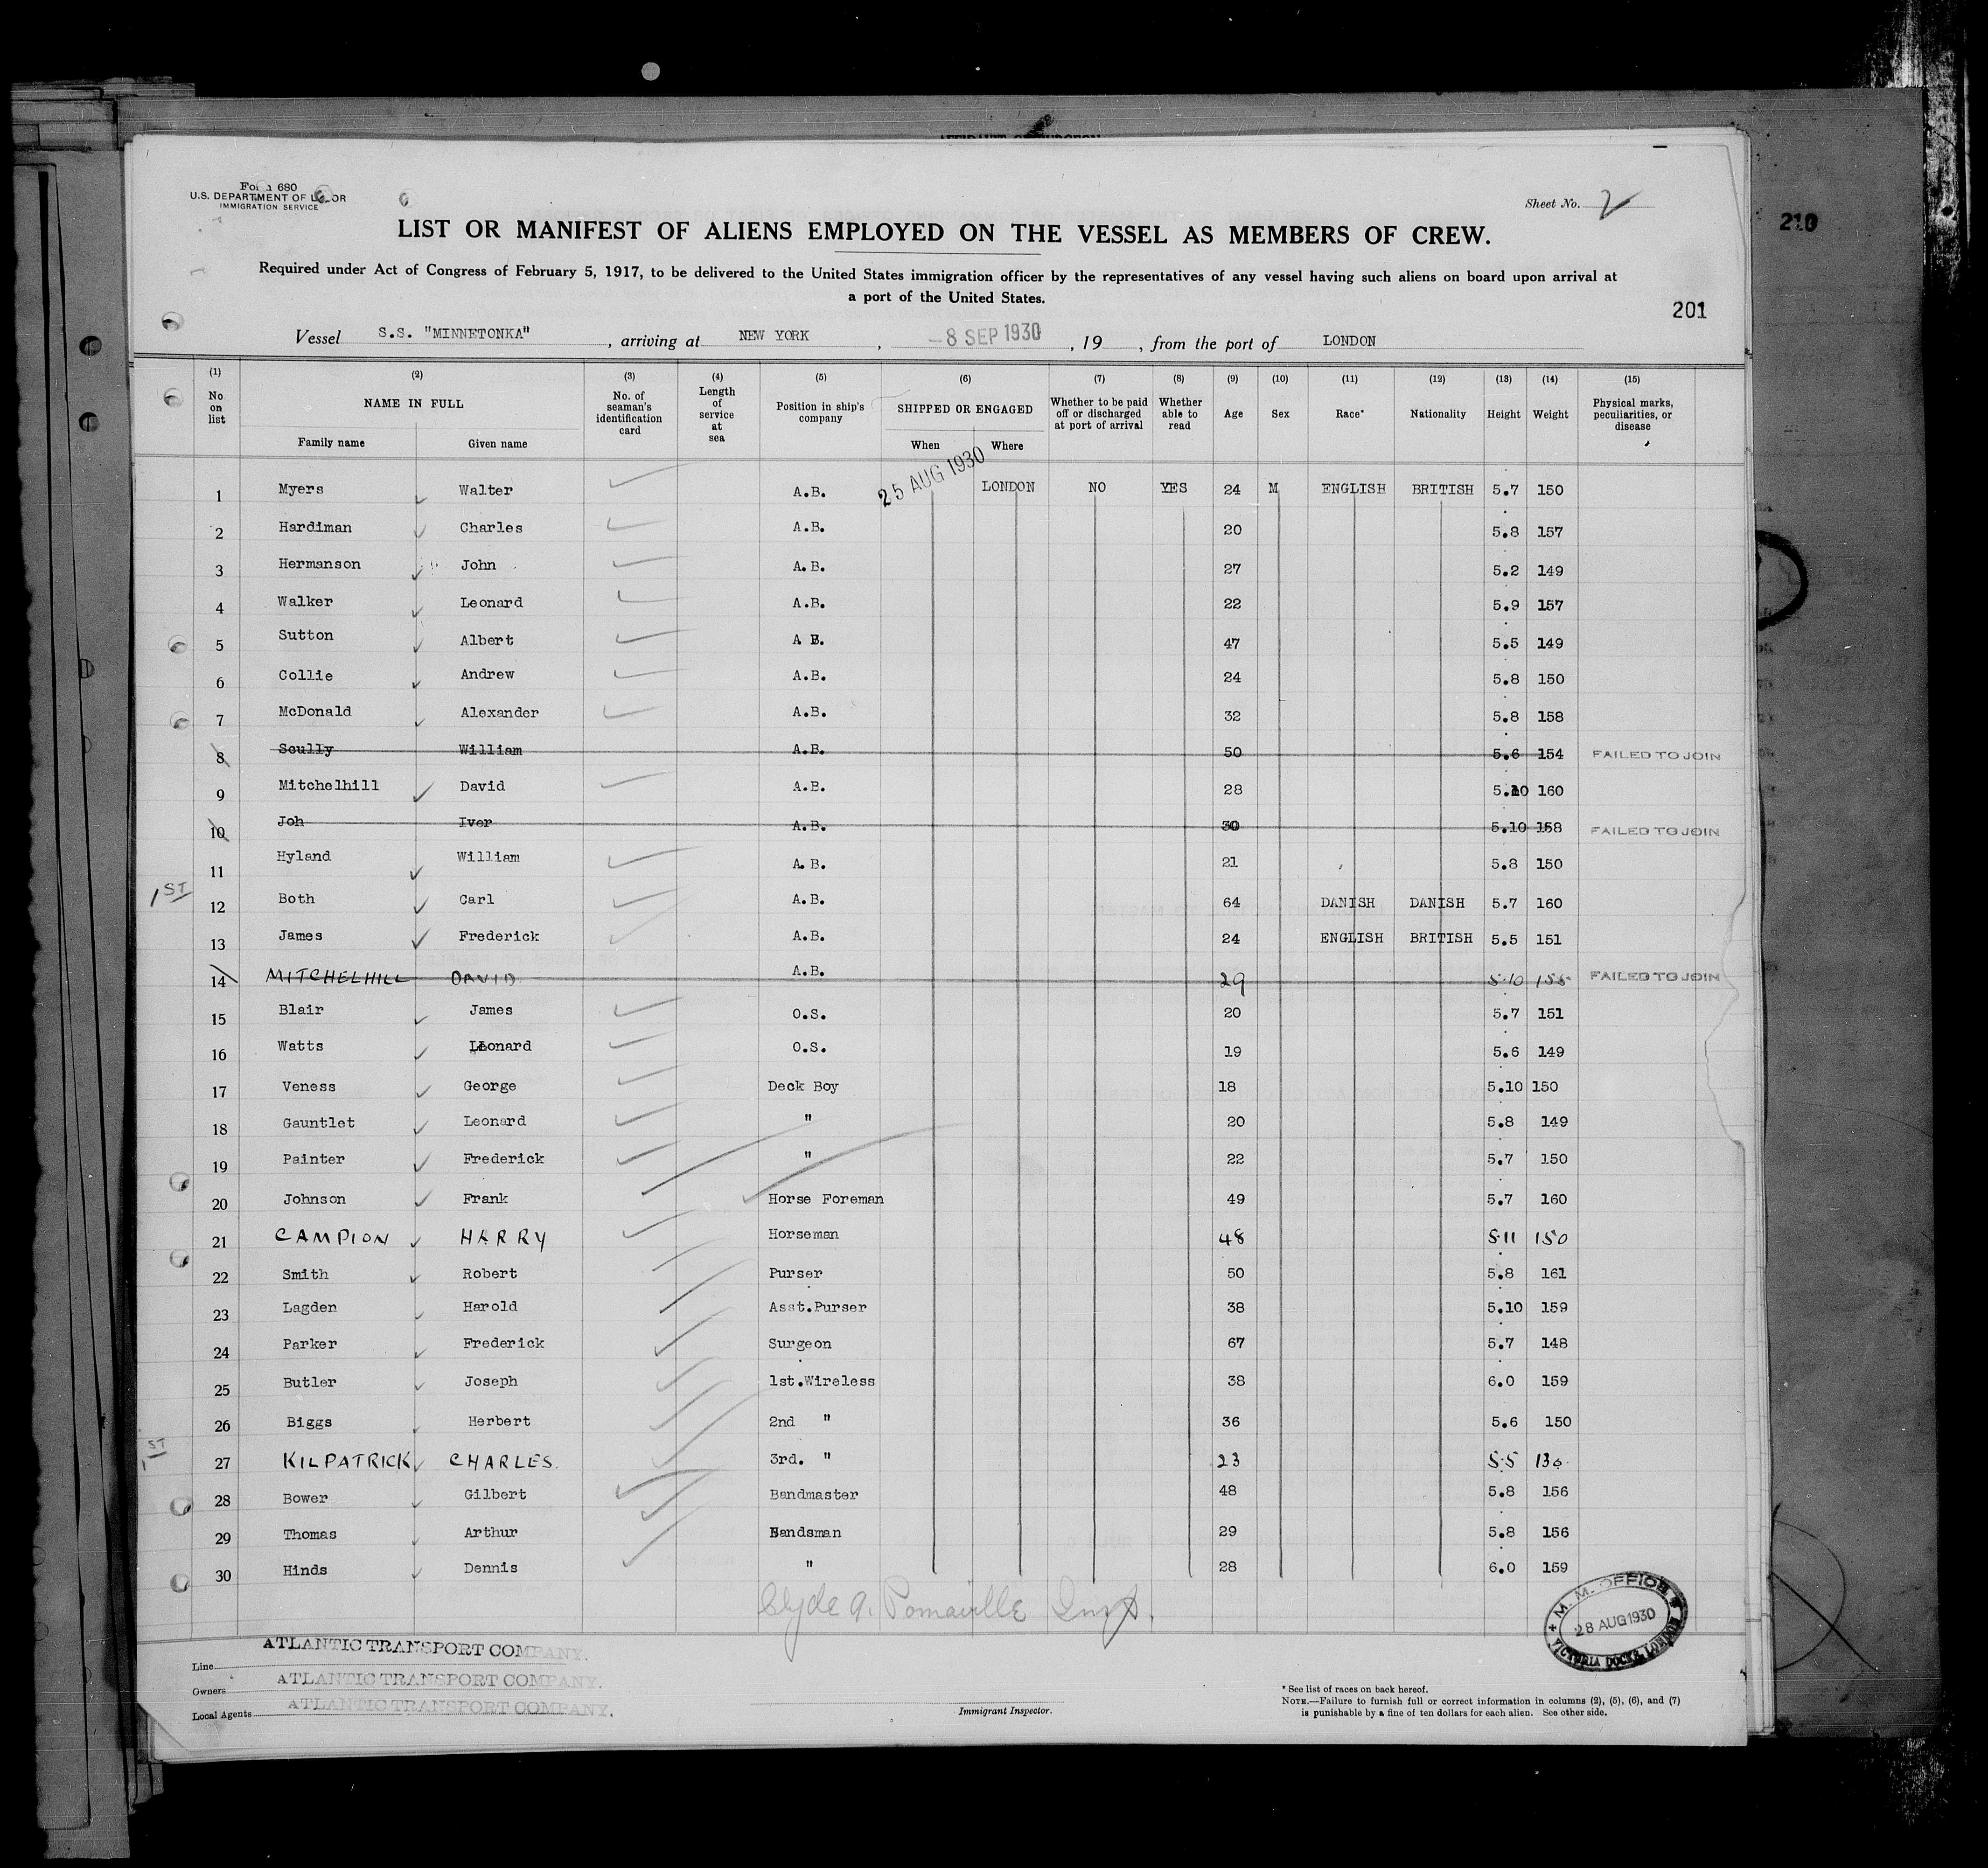 Form 680
U.S. DEPARTMENT OF LABOR
IMMIGRATION SERVICE
Sheet No. 2
210
LIST OR MANIFEST OF ALIENS EMPLOYED ON THE VESSEL AS MEMBERS OF CREW.
Required under Act of Congress of February 5, 1917, to be delivered to the United States immigration officer by the representatives of any vessel having such aliens on board upon arrival at
a port of the United States.
201
Vessel S.S. "MINNETONKA", arriving at NEW YORK, -8 SEP 1930, 19 , from the port of LONDON
(1) No on list (2) NAME IN FULL Family name Given name (3) No. of seaman's identification card (4) Length of service at sea (5) Position in ship's company (6) SHIPPED OR ENGAGED When Where (7) Whether to be paid off or discharged at port of arrival (8) Whether able to read (9) Age (10) Sex (11) Race* (12) Nationality (13) Height (14) Weight (15) Physical marks, peculiarities, or disease
1 Myers Walter A.B. 25 AUG 1930 LONDON NO YES 24 M ENGLISH BRITISH 5.7 150
2 Hardiman Charles A.B. 20 5.8 157
3 Hermanson John A.B. 27 5.2 149
4 Walker Leonard A.B. 22 5.9 157
5 Sutton Albert A B. 47 5.5 149
6 Collie Andrew A.B. 24 5.8 150
7 McDonald Alexander A.B. 32 5.8 158
8 Scully William A.B. 50 5.6 154 FAILED TO JOIN
9 Mitchelhill David A.B. 28 5.10 160
10 Joh Iver A.B. 30 5.10 158 FAILED TO JOIN
11 Hyland William A.B. 21 5.8 150
1ST
12 Both Carl A.B. 64 DANISH DANISH 5.7 160
13 James Frederick A.B. 24 ENGLISH BRITISH 5.5 151
14 MITCHELHILL DAVID A.B. 29 5.10 155 FAILED TO JOIN
15 Blair James O.S. 20 5.7 151
16 Watts Leonard O.S. 19 5.6 149
17 Veness George Deck Boy 18 5.10 150
18 Gauntlet Leonard " 20 5.8 149
19 Painter Frederick " 22 5.7 150
20 Johnson Frank Horse Foreman 49 5.7 160
21 CAMPION HARRY Horseman 48 5.11 150
22 Smith Robert Purser 50 5.8 161
23 Lagden Harold Asst.Purser 38 5.10 159
24 Parker Frederick Surgeon 67 5.7 148
25 Butler Joseph 1st.Wireless 38 6.0 159
26 Biggs Herbert 2nd " 36 5.6 150
1ST
27 KILPATRICK CHARLES. 3rd. " 23 5.5 130
28 Bower Gilbert Bandmaster 48 5.8 156
29 Thomas Arthur Bandsman 29 5.8 156
30 Hinds Dennis " 28 6.0 159
Clyde A. Pomaville Insp.
M. M. OFFICE
28 AUG 1930
VICTORIA DOCKS, LONDON
Line ATLANTIC TRANSPORT COMPANY.
Owners ATLANTIC TRANSPORT COMPANY.
Local Agents ATLANTIC TRANSPORT COMPANY.
Immigrant Inspector.
* See list of races on back hereof.
NOTE.—Failure to furnish full or correct information in columns (2), (5), (6), and (7)
is punishable by a fine of ten dollars for each alien. See other side.